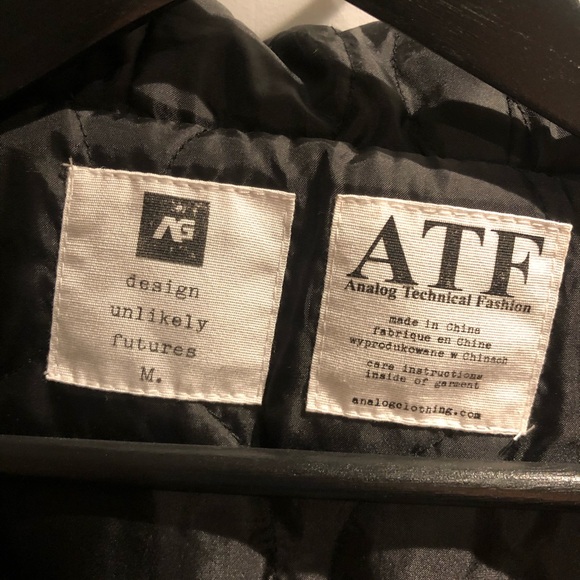 AG
design
unlikely
futures
M.
ATF
Analog Technical Fashion
made in China
fabrique en Chine
wyprodukowane w Chinach
care instructions
inside of garment
analogclothing.com